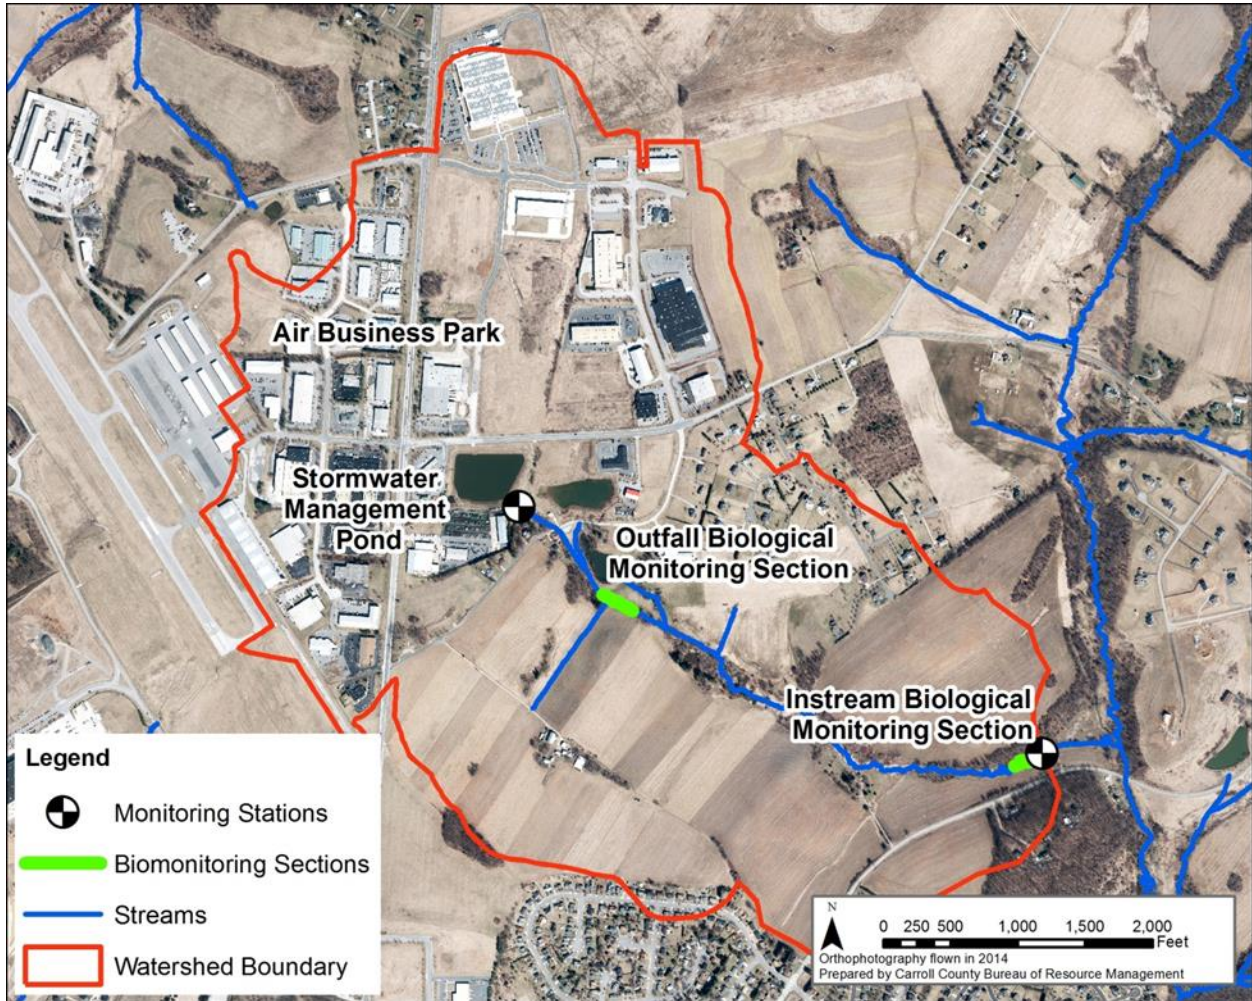 Air Business Park
Stormwater
Management
Pond
Outfall Biological
Monitoring Section
Instream Biological
Monitoring Section
Legend
Monitoring Stations
Biomonitoring Sections
Streams
Watershed Boundary
N
0 250 500 1,000 1,500 2,000
Feet
Orthophotography flown in 2014
Prepared by Carroll County Bureau of Resource Management